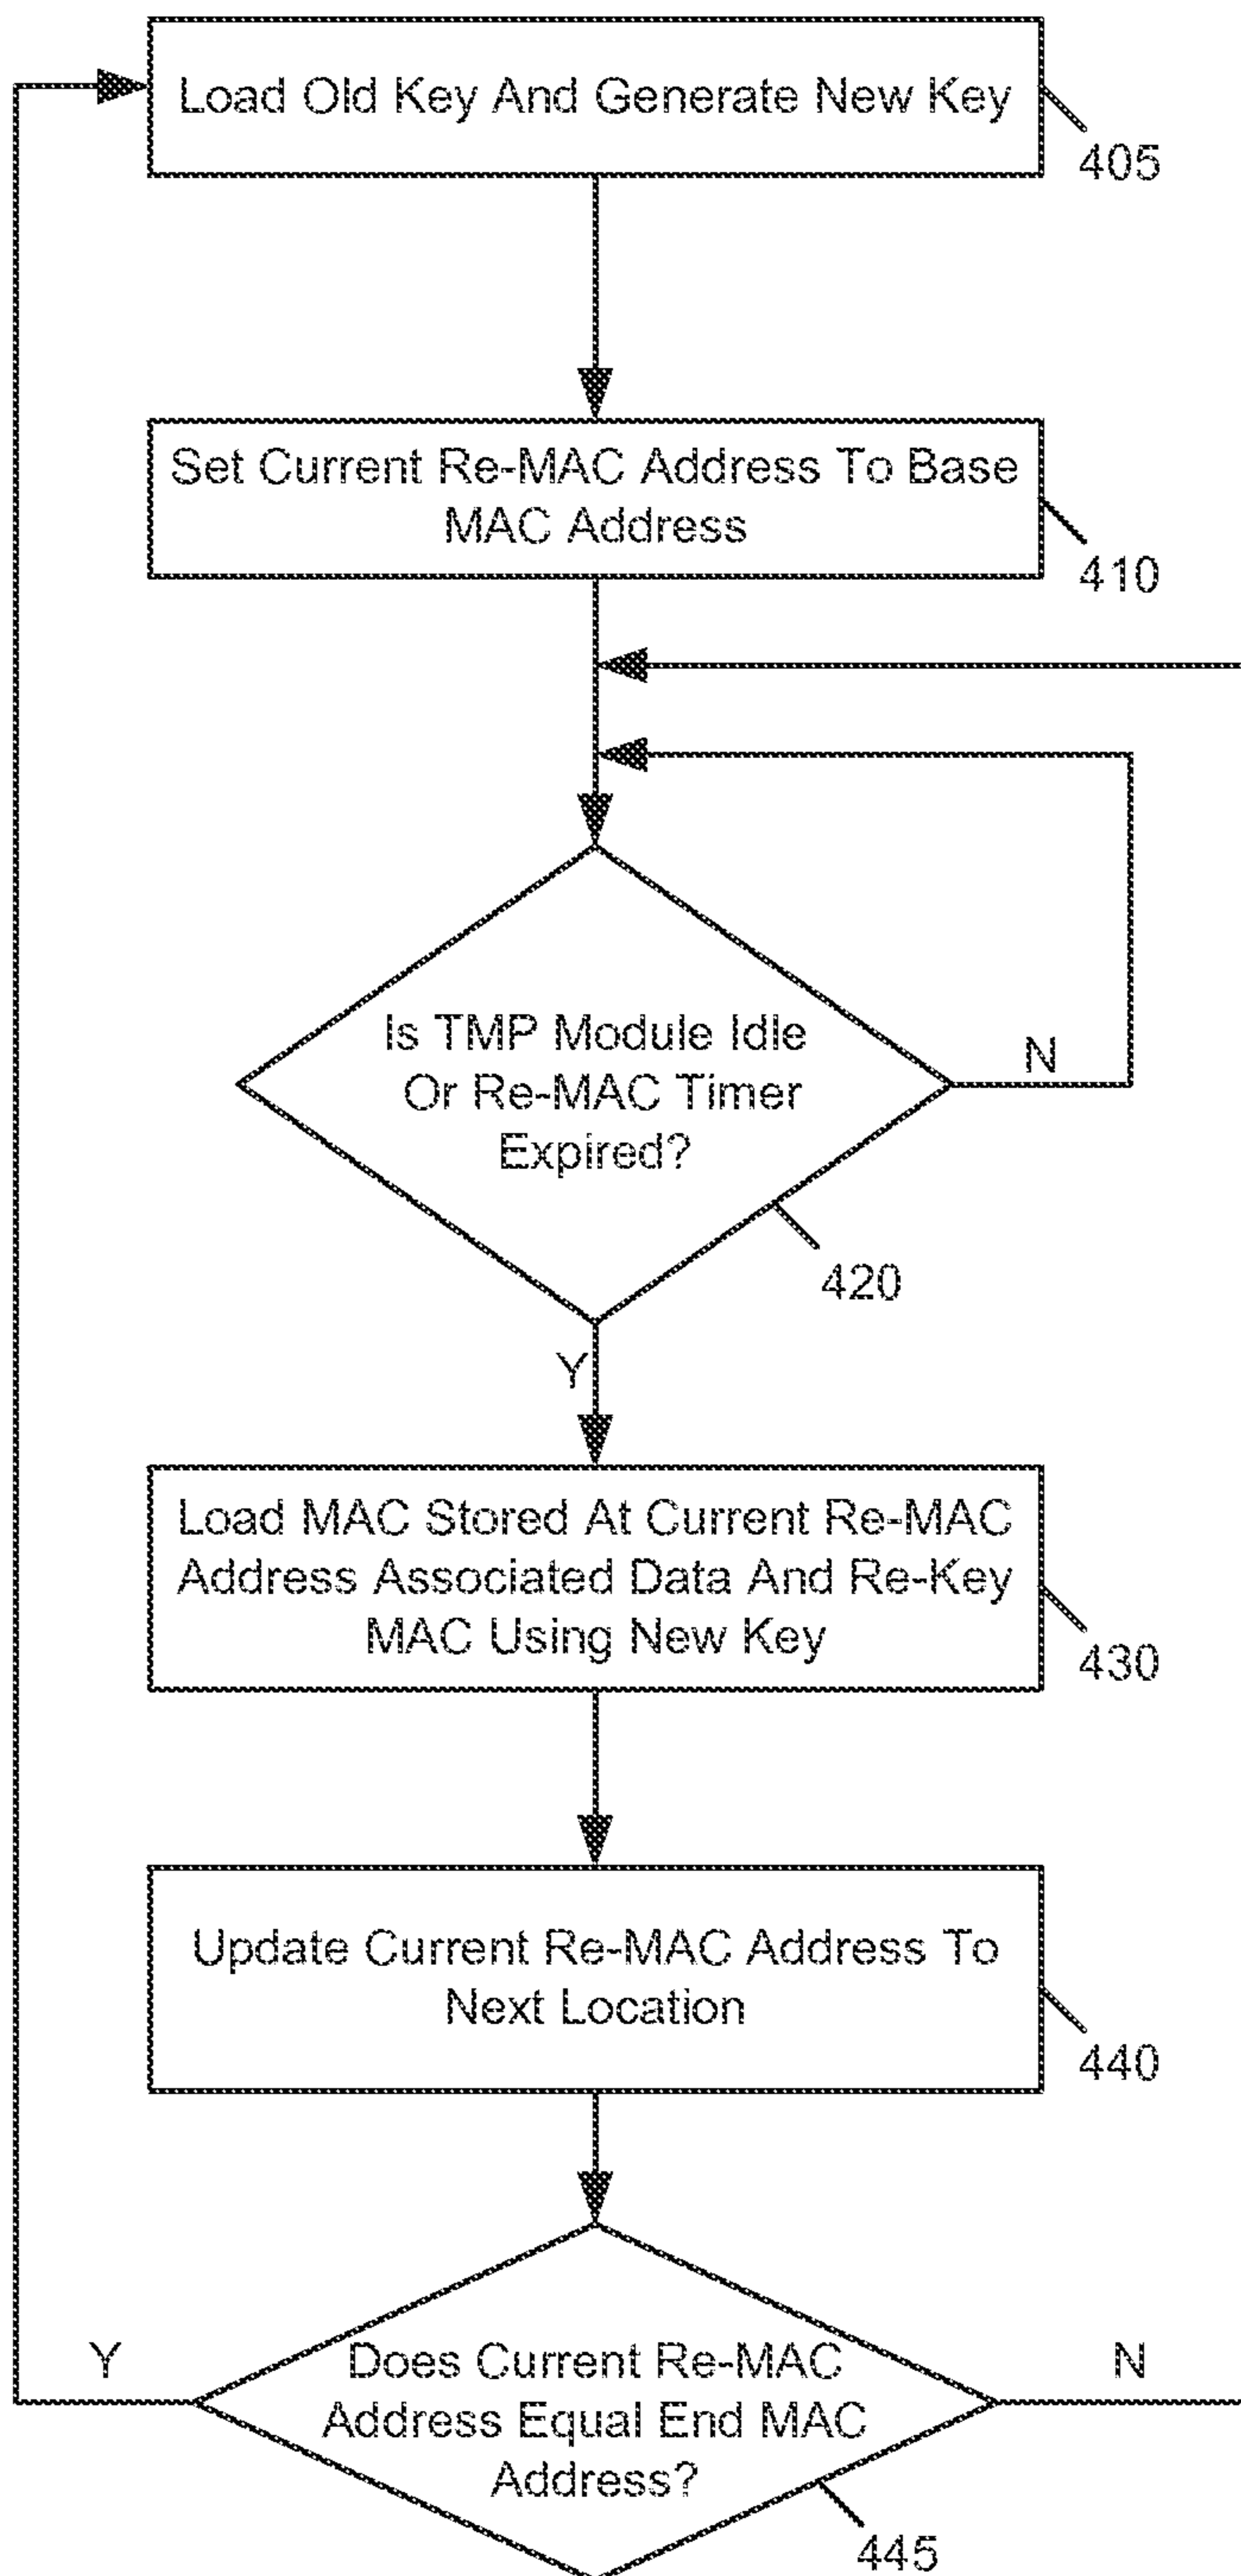 Load Old Key And Generate New Key
405
Set Current Re-MAC Address To Base
MAC Address
410
Is TMP Module Idle
Or Re-MAC Timer
Expired?
N
420
Y
Load MAC Stored At Current Re-MAC
Address Associated Data And Re-Key
MAC Using New Key
430
Update Current Re-MAC Address To
Next Location
440
Y
Does Current Re-MAC
Address Equal End MAC
Address?
N
445